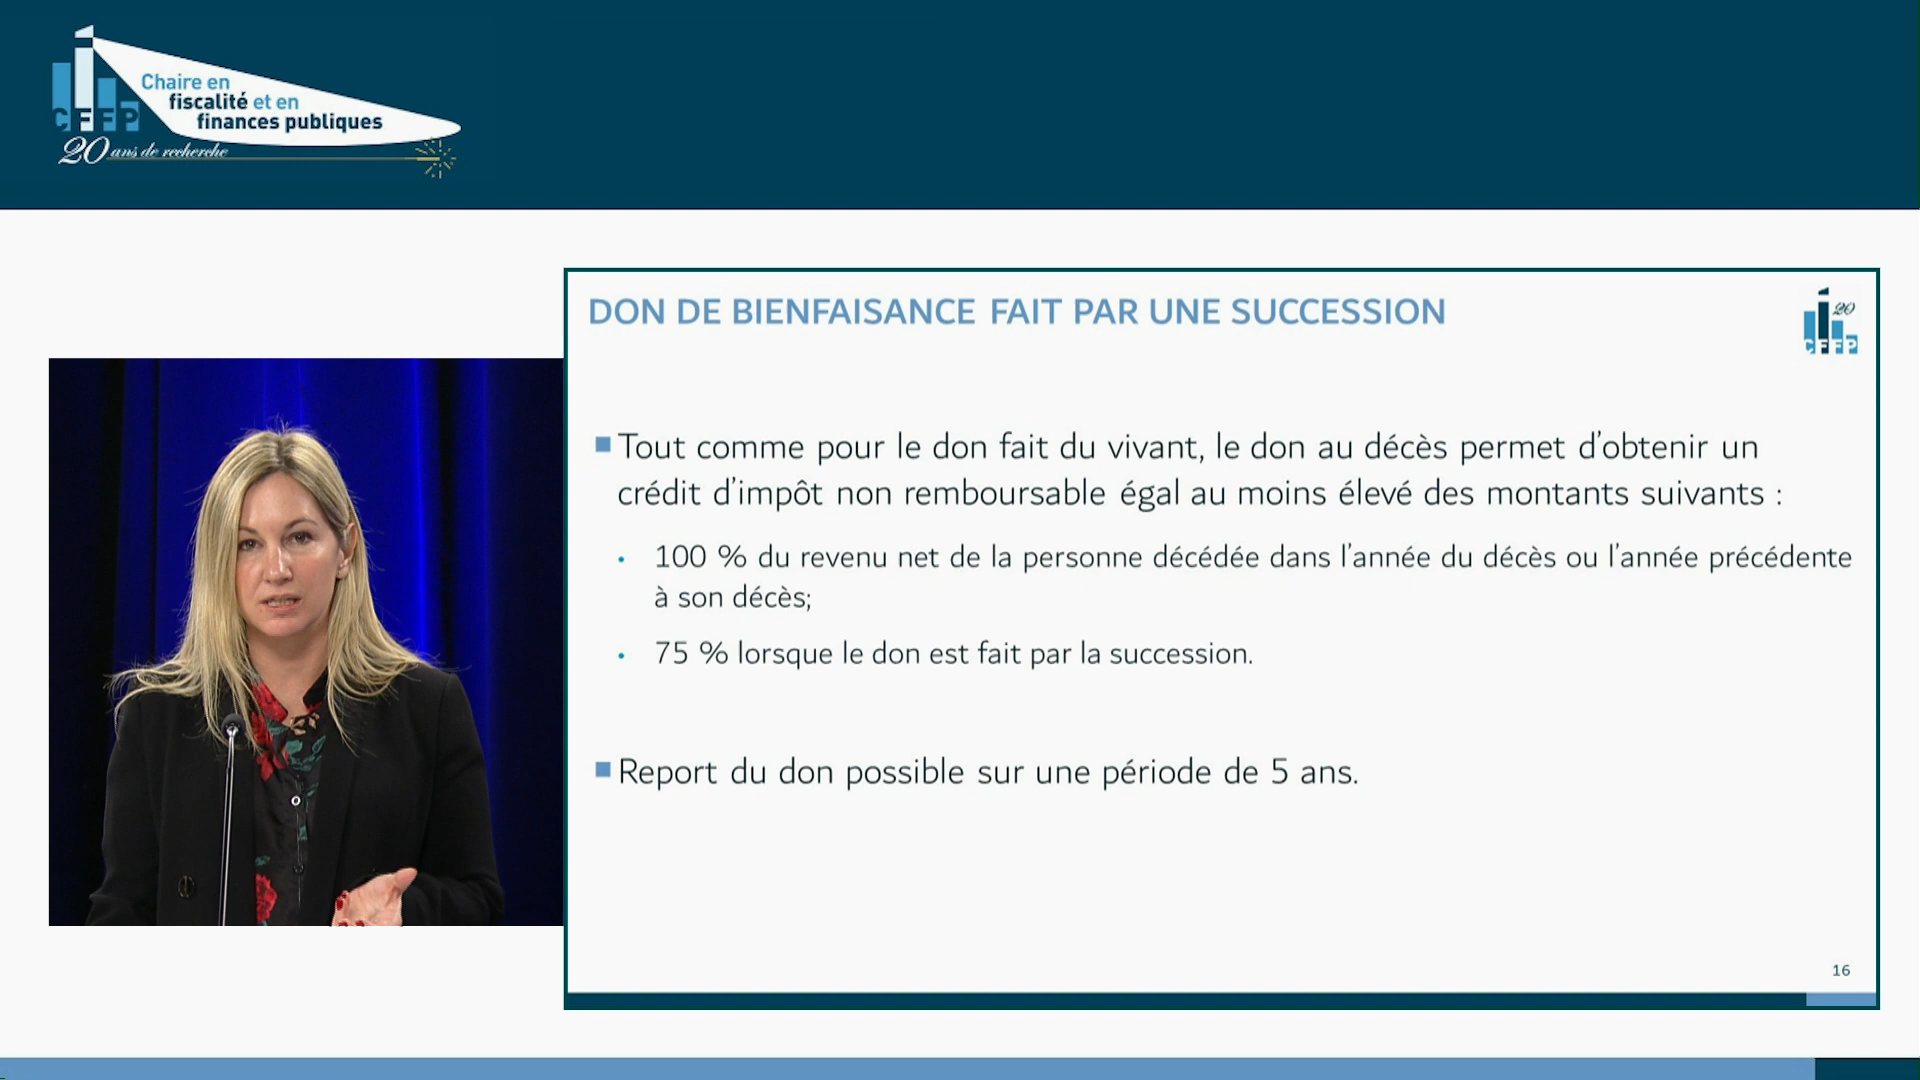 Chaire en
fiscalité et en
finances publiques
CFFP
20 ans de recherche
DON DE BIENFAISANCE FAIT PAR UNE SUCCESSION
20
CFFP
Tout comme pour le don fait du vivant, le don au décès permet d'obtenir un
crédit d'impôt non remboursable égal au moins élevé des montants suivants :
• 100 % du revenu net de la personne décédée dans l'année du décès ou l'année précédente
à son décès;
• 75 % lorsque le don est fait par la succession.
Report du don possible sur une période de 5 ans.
16